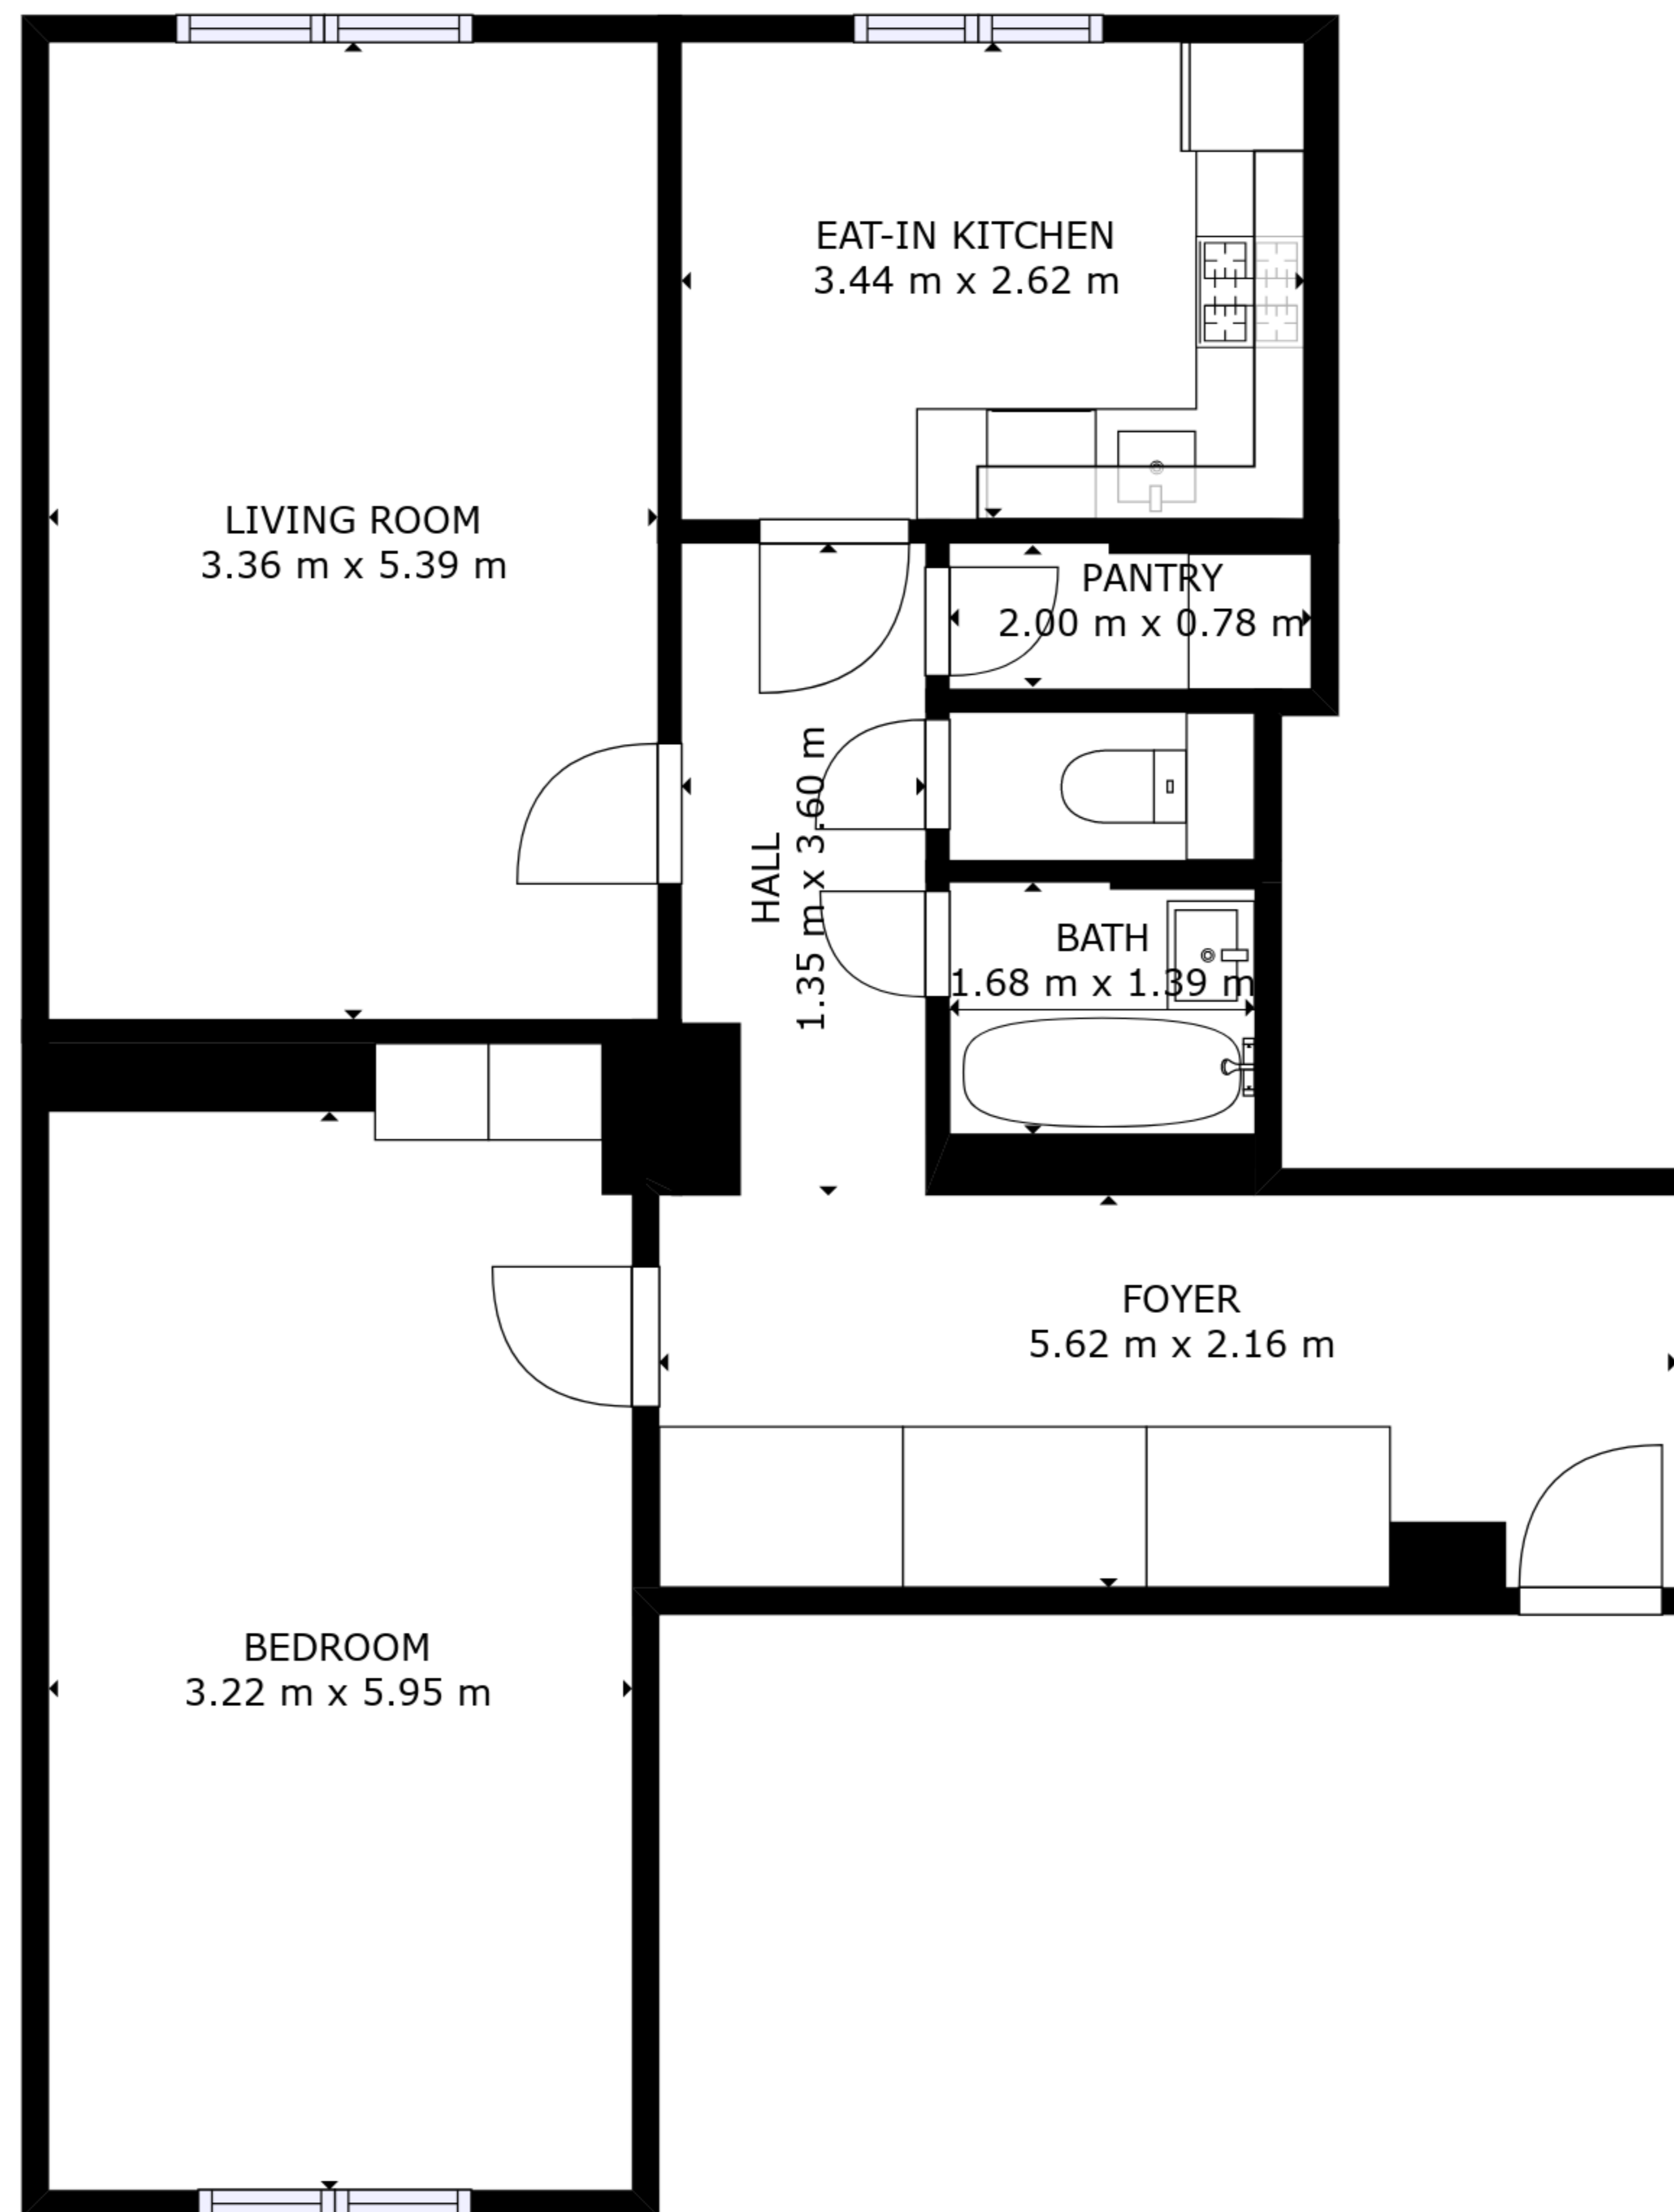 EAT-IN KITCHEN
3.44 m x 2.62 m
LIVING ROOM
3.36 m x 5.39 m
PANTRY
2.00 m x 0.78 m
HALL
1.35 m x 3.60 m
BATH
1.68 m x 1.39 m
FOYER
5.62 m x 2.16 m
BEDROOM
3.22 m x 5.95 m